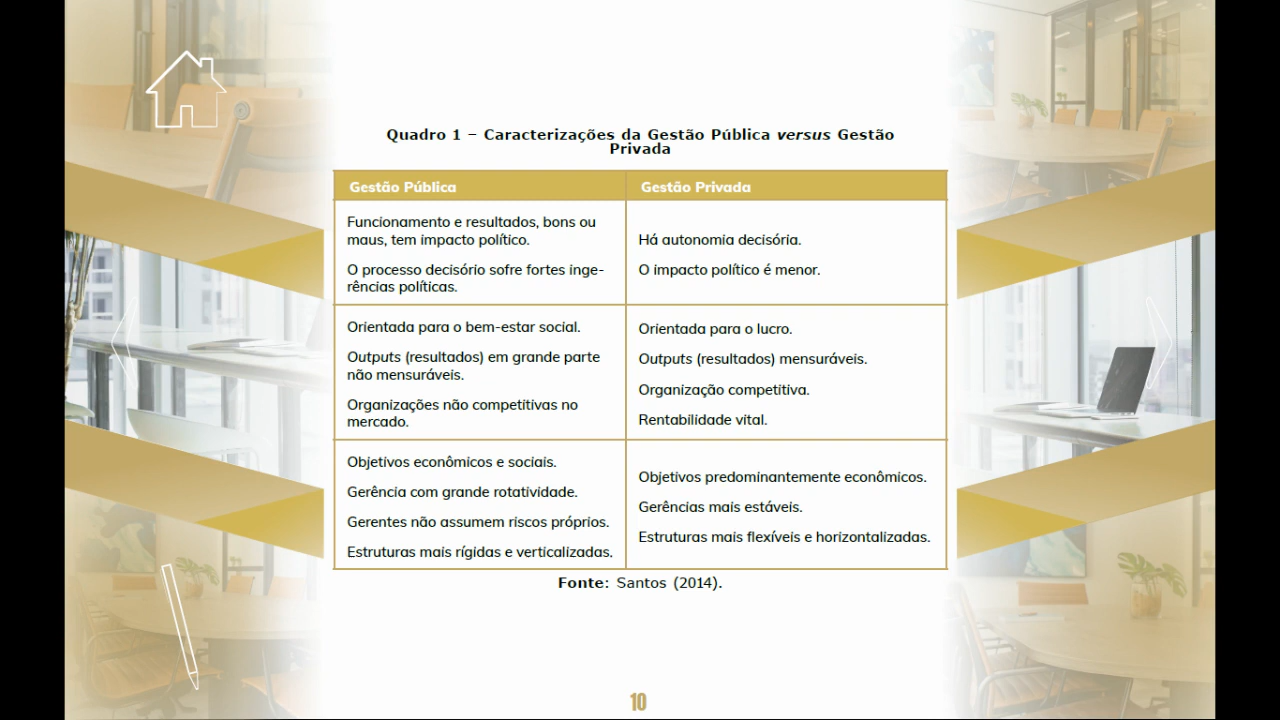 Quadro 1 – Caracterizações da Gestão Pública versus Gestão
Privada
Gestão Pública
Gestão Privada
Funcionamento e resultados, bons ou
maus, tem impacto político.
O processo decisório sofre fortes inge-
rências políticas.
Há autonomia decisória.
O impacto político é menor.
Orientada para o bem-estar social.
Outputs (resultados) em grande parte
não mensuráveis.
Organizações não competitivas no
mercado.
Orientada para o lucro.
Outputs (resultados) mensuráveis.
Organização competitiva.
Rentabilidade vital.
Objetivos econômicos e sociais.
Gerência com grande rotatividade.
Gerentes não assumem riscos próprios.
Estruturas mais rígidas e verticalizadas.
Objetivos predominantemente econômicos.
Gerências mais estáveis.
Estruturas mais flexíveis e horizontalizadas.
Fonte: Santos (2014).
10